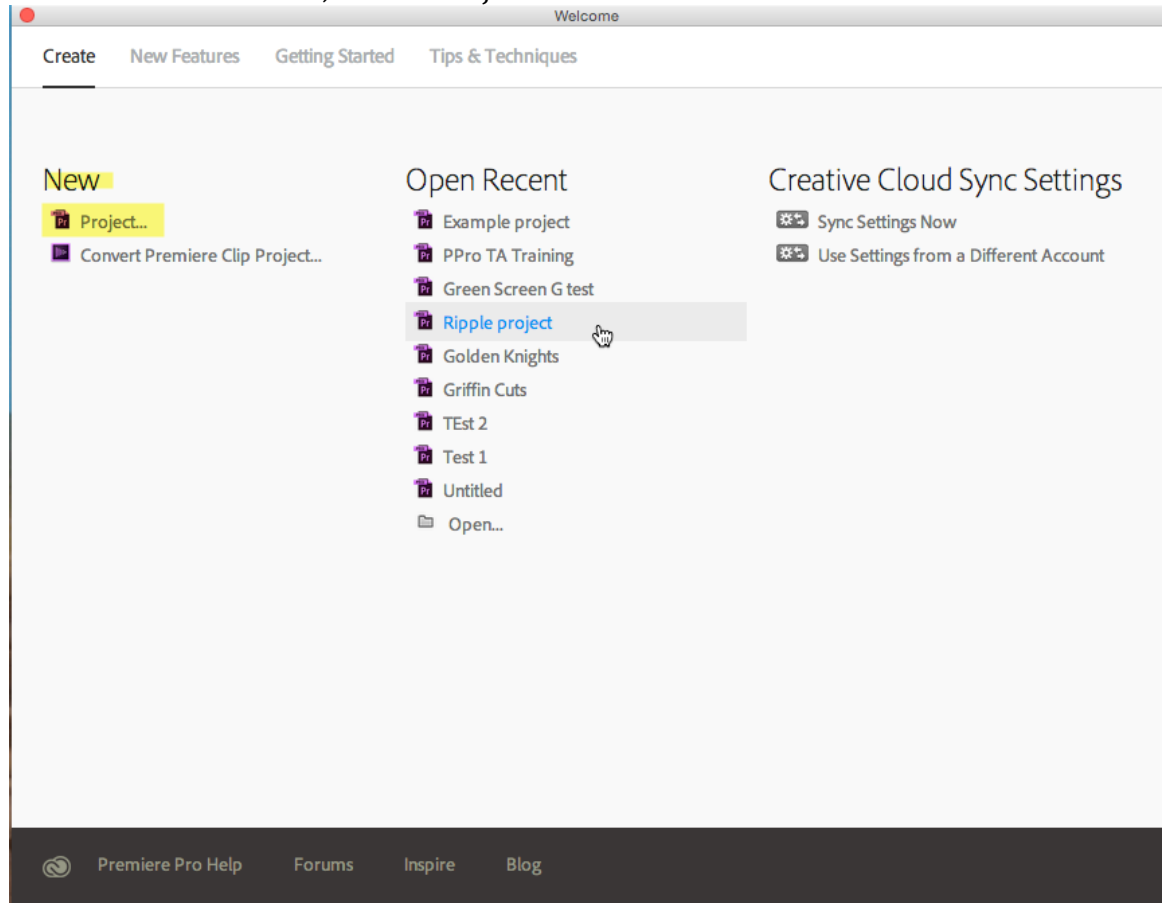 Welcome
Create New Features Getting Started Tips & Techniques
New
Project...
Convert Premiere Clip Project...
Open Recent
Example project
PPro TA Training
Green Screen G test
Ripple project
Golden Knights
Griffin Cuts
TEst 2
Test 1
Untitled
Open...
Creative Cloud Sync Settings
Sync Settings Now
Use Settings from a Different Account
Premiere Pro Help Forums Inspire Blog